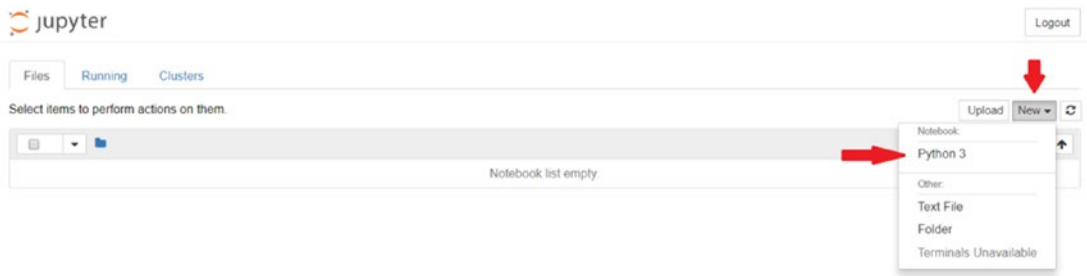 jupyter
Logout
Files Running Clusters
Select items to perform actions on them.
Upload New
Notebook:
Python 3
Notebook list empty.
Other:
Text File
Folder
Terminals Unavailable